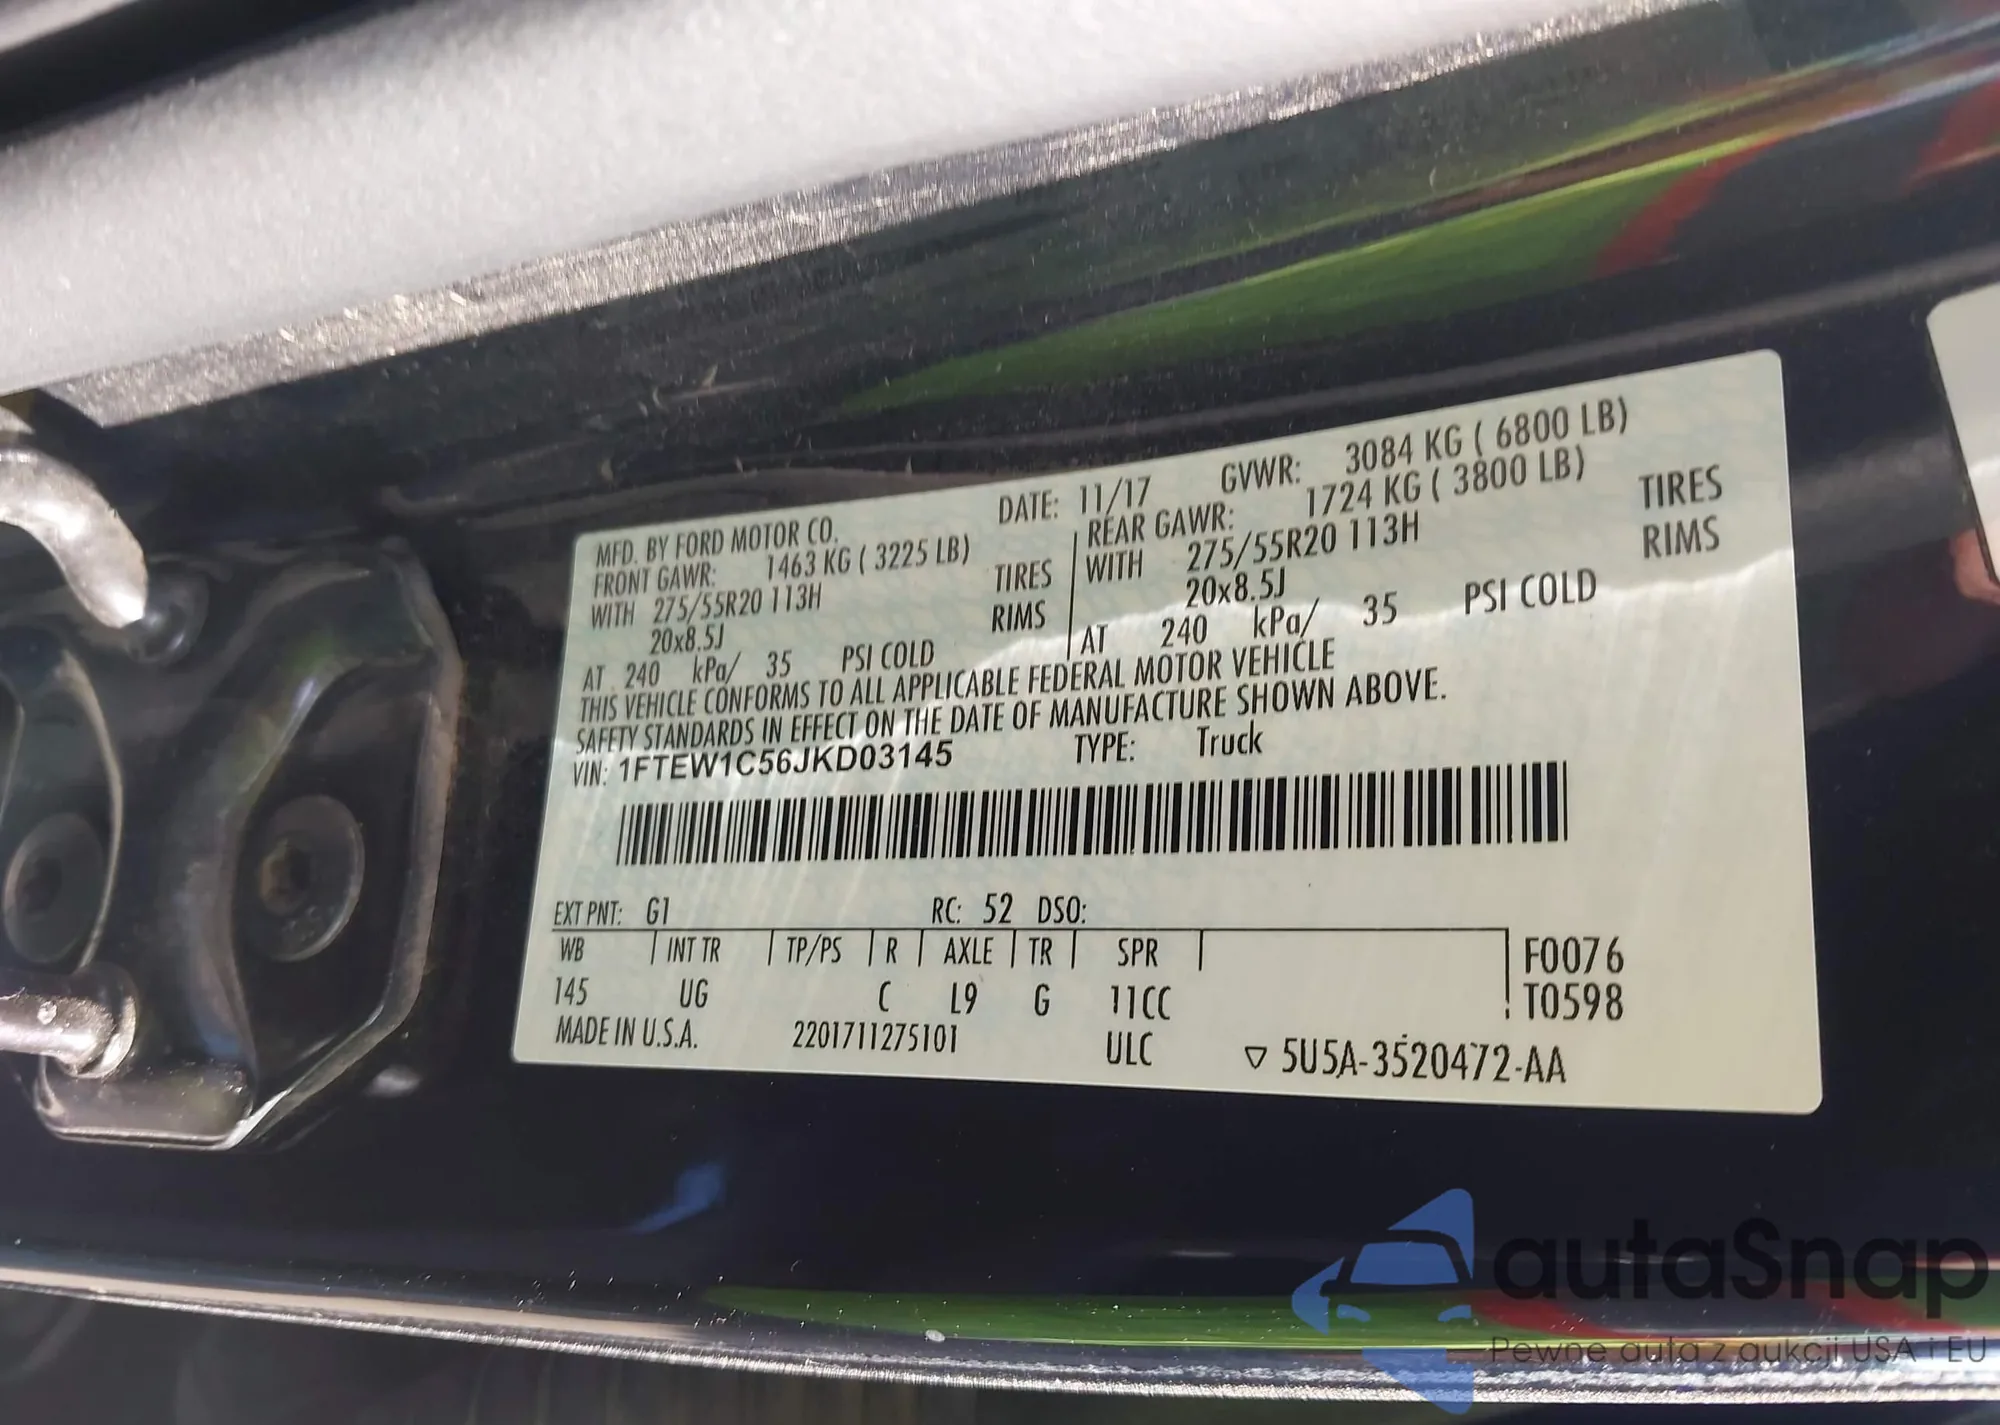 MFD. BY FORD MOTOR CO. DATE: 11/17 GVWR: 3084 KG ( 6800 LB)
FRONT GAWR: 1463 KG ( 3225 LB) REAR GAWR: 1724 KG ( 3800 LB)
WITH 275/55R20 113H TIRES WITH 275/55R20 113H TIRES
20x8.5J RIMS 20x8.5J RIMS
AT 240 kPa/ 35 PSI COLD AT 240 kPa/ 35 PSI COLD
THIS VEHICLE CONFORMS TO ALL APPLICABLE FEDERAL MOTOR VEHICLE
SAFETY STANDARDS IN EFFECT ON THE DATE OF MANUFACTURE SHOWN ABOVE.
VIN: 1FTEW1C56JKD03145 TYPE: Truck
EXT PNT: G1 RC: 52 DSO:
WB INT TR TP/PS R AXLE TR SPR F0076
145 UG C L9 G 11CC T0598
MADE IN U.S.A. 2201711275101 ULC ▽ 5U5A-3520472-AA
autaSnap
Pewne auta z aukcji USA i EU